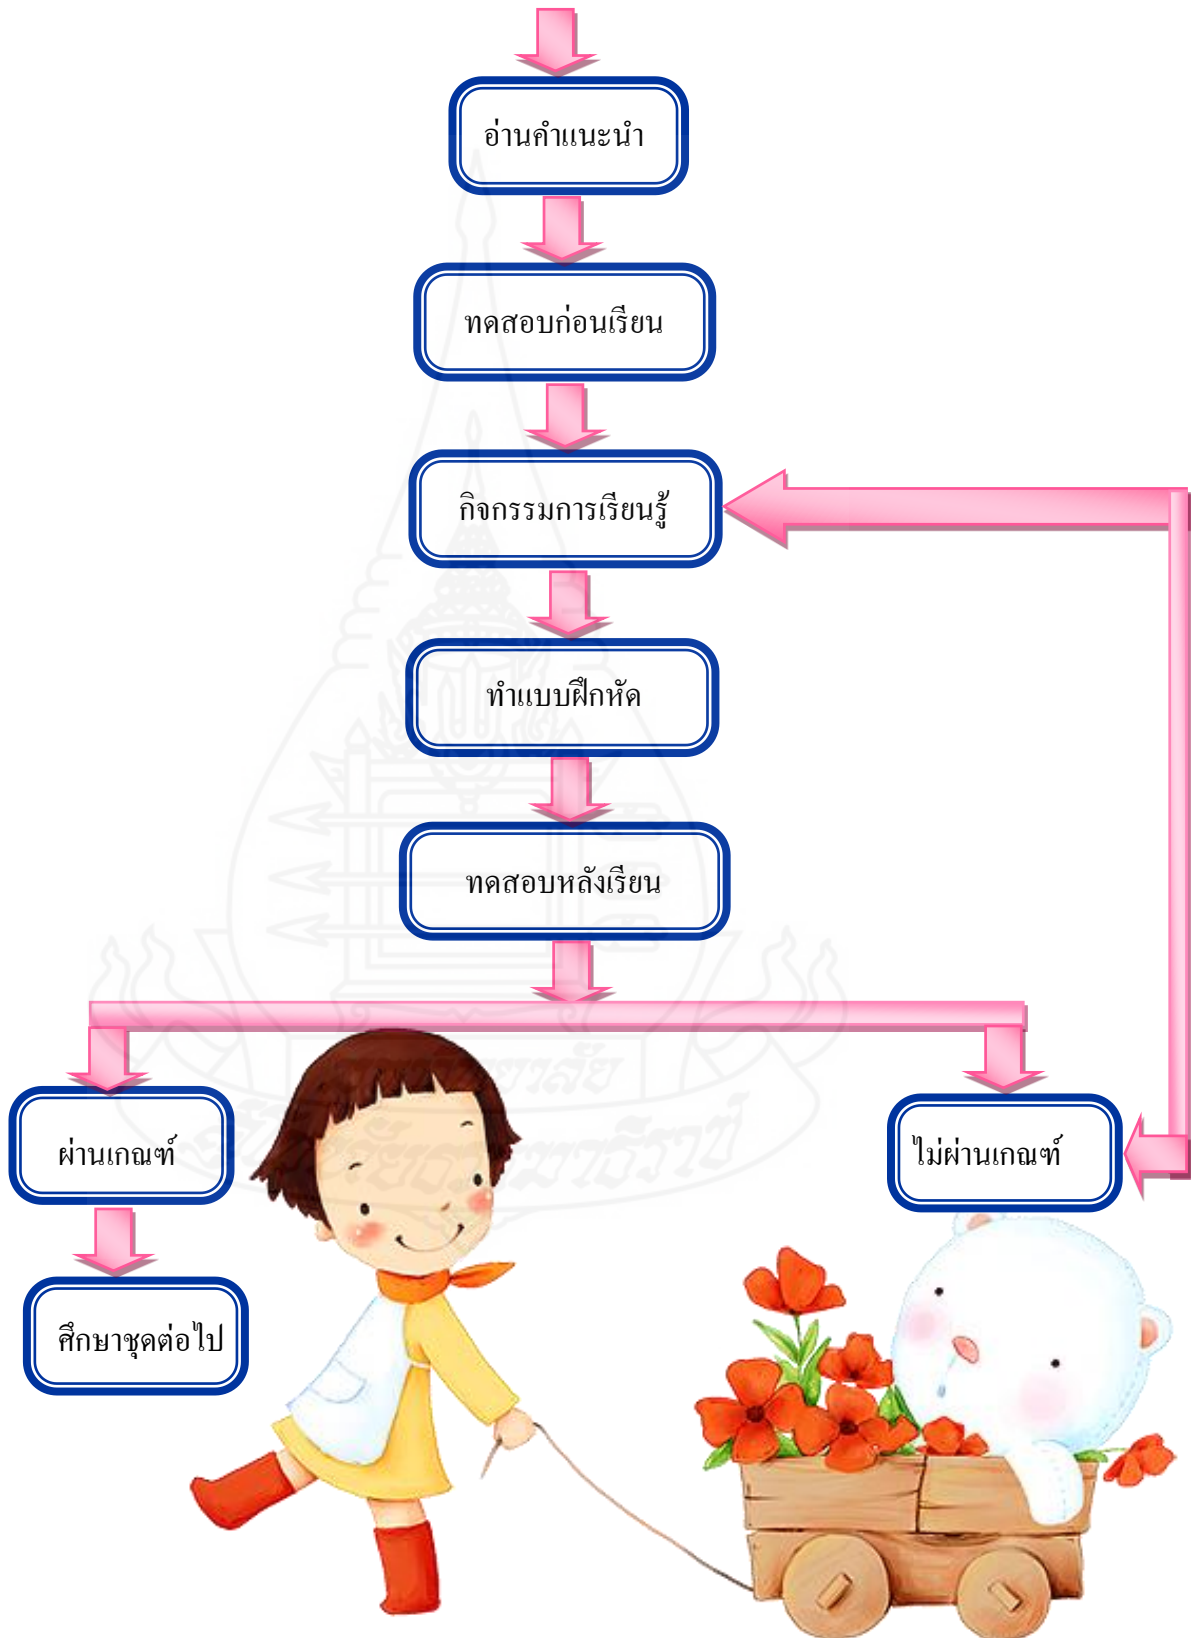 อ่านคำแนะนำ
ทดสอบก่อนเรียน
กิจกรรมการเรียนรู้
ทำแบบฝึกหัด
ทดสอบหลังเรียน
ผ่านเกณฑ์
ไม่ผ่านเกณฑ์
ศึกษาชุดต่อไป